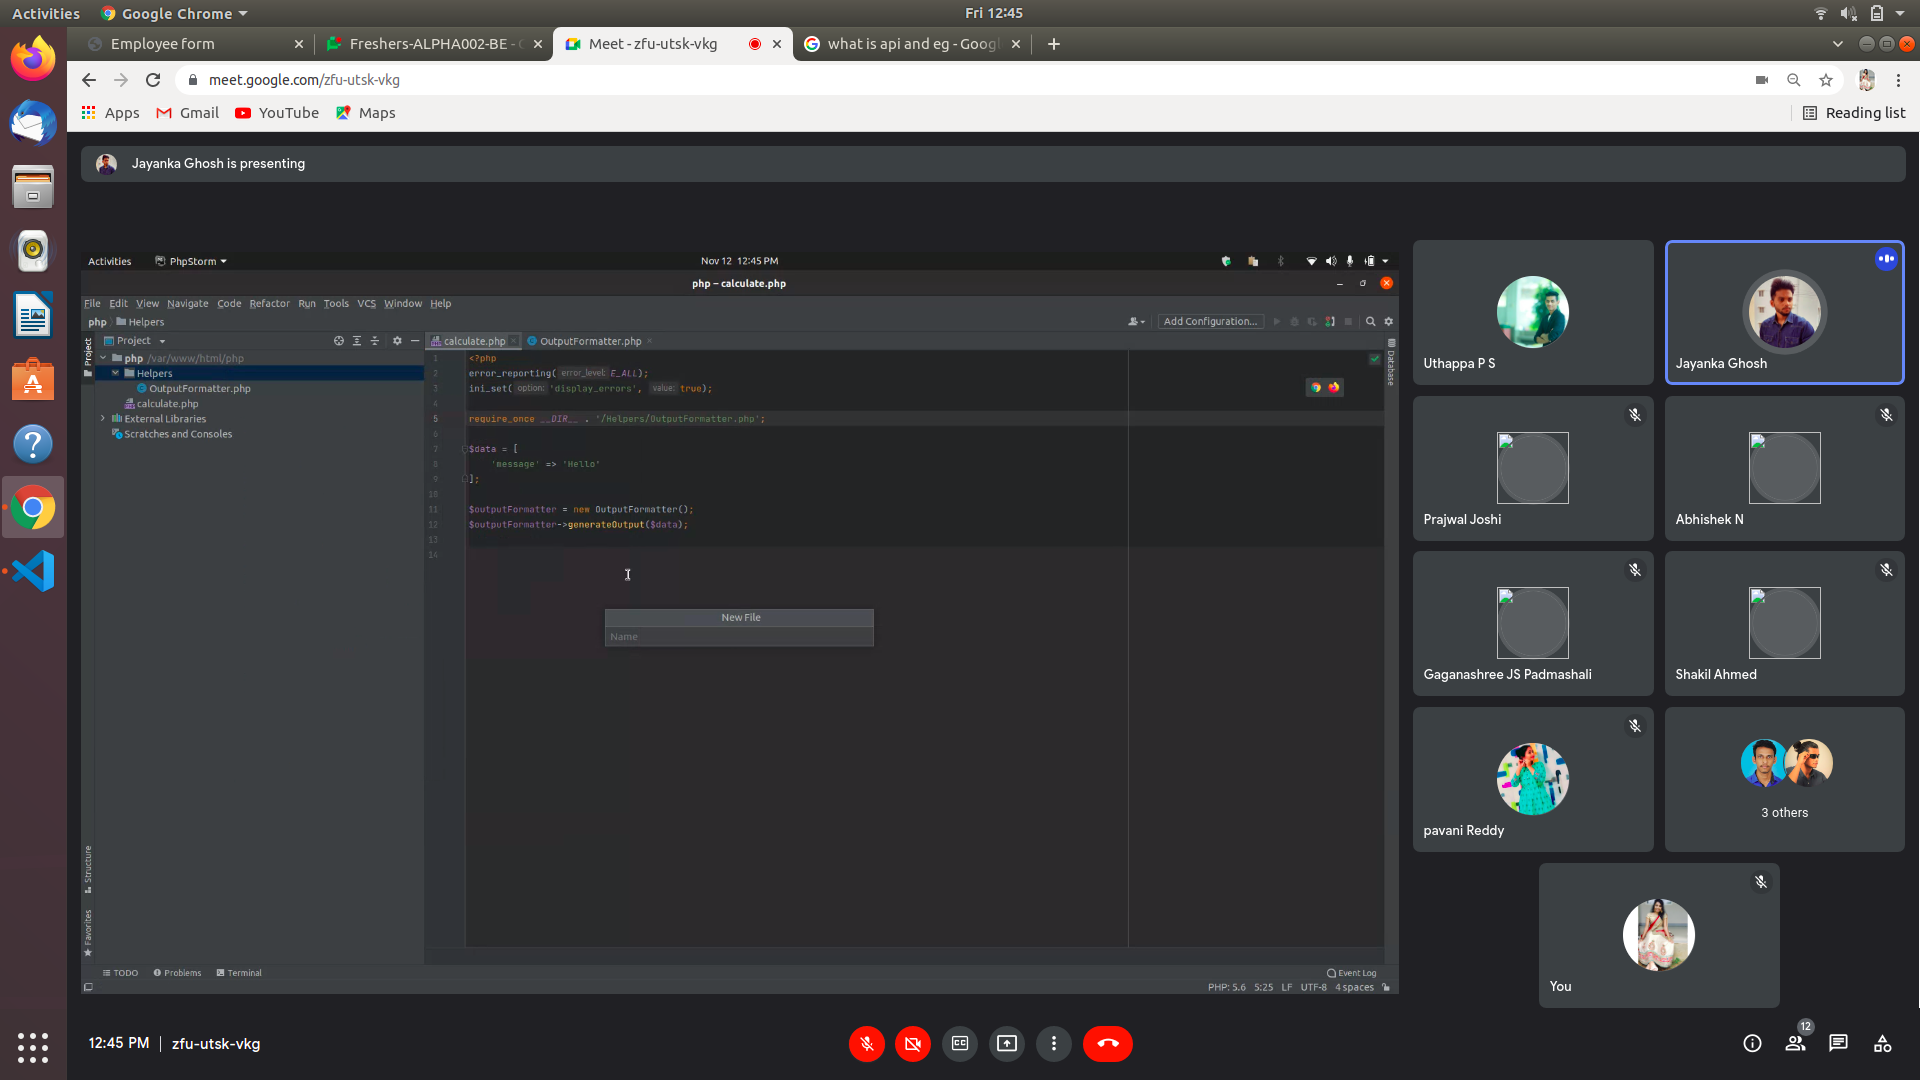 Activities
Google Chrome
Fri 12:45
Employee form
Freshers-ALPHA002-BE -
Meet - zfu-utsk-vkg
what is api and eg - Goog
meet.google.com/zfu-utsk-vkg
Apps
Gmail
YouTube
Maps
Reading list
Jayanka Ghosh is presenting
Activities
PhpStorm
Nov 12 12:45 PM
php – calculate.php
File Edit View Navigate Code Refactor Run Tools VCS Window Help
php
Helpers
Add Configuration...
Project
Project
calculate.php
OutputFormatter.php
php /var/www/html/php
Helpers
OutputFormatter.php
calculate.php
External Libraries
Scratches and Consoles
1 <?php
2 error_reporting( error_level: E_ALL);
3 ini_set( option: 'display_errors', value: true);
4
5 require_once __DIR__ . '/Helpers/OutputFormatter.php';
6
7 $data = [
8 'message' => 'Hello'
9 ];
10
11 $outputFormatter = new OutputFormatter();
12 $outputFormatter->generateOutput($data);
13
14
New File
Name
Database
Structure
Favorites
TODO
Problems
Terminal
Event Log
PHP: 5.6 5:25 LF UTF-8 4 spaces
Uthappa P S
Jayanka Ghosh
Prajwal Joshi
Abhishek N
Gaganashree JS Padmashali
Shakil Ahmed
pavani Reddy
3 others
You
12:45 PM | zfu-utsk-vkg
12